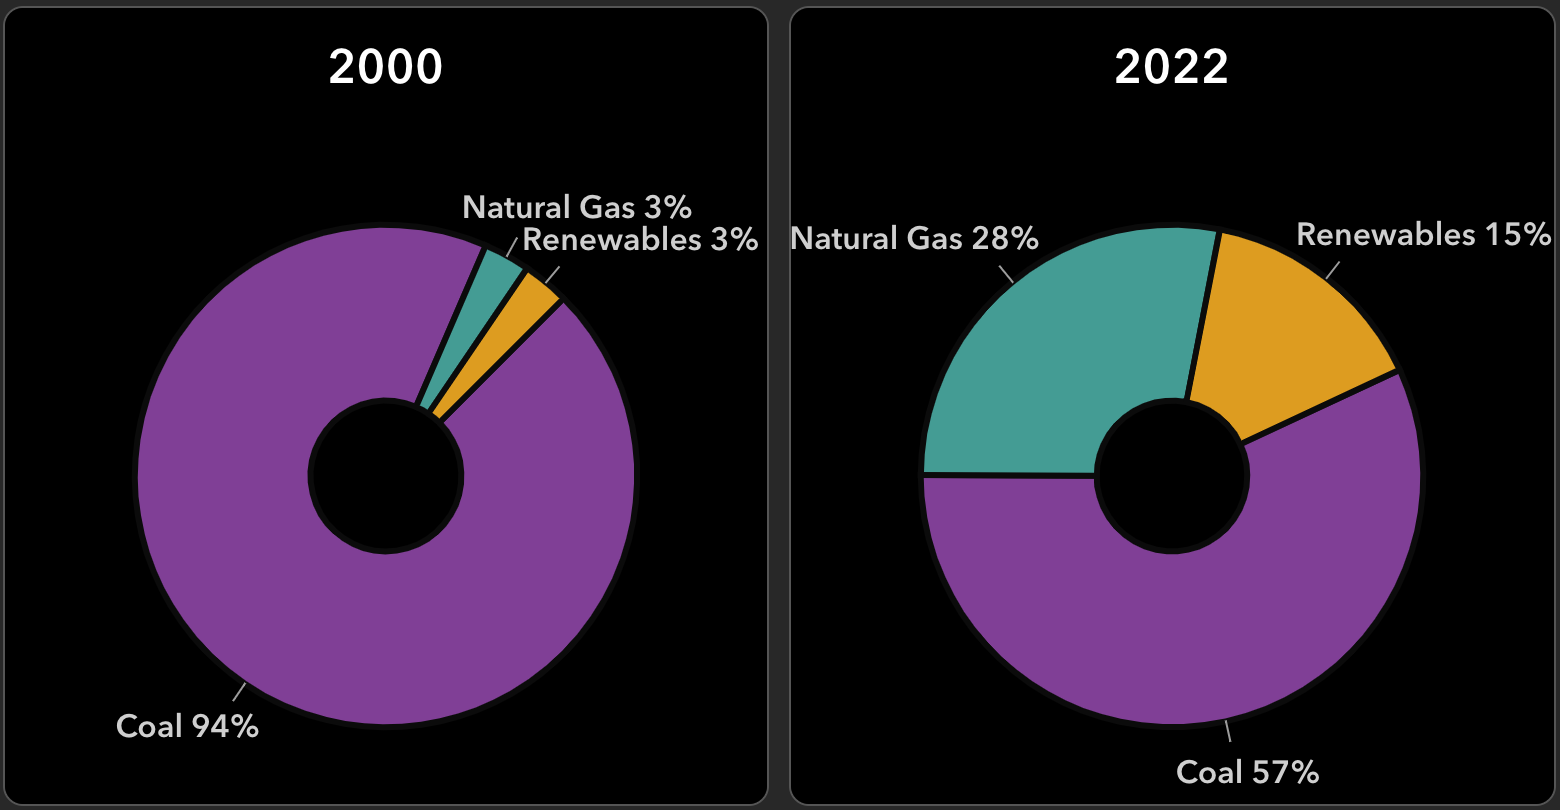 2000
Natural Gas 3%
Renewables 3%
Coal 94%
2022
Natural Gas 28%
Renewables 15%
Coal 57%